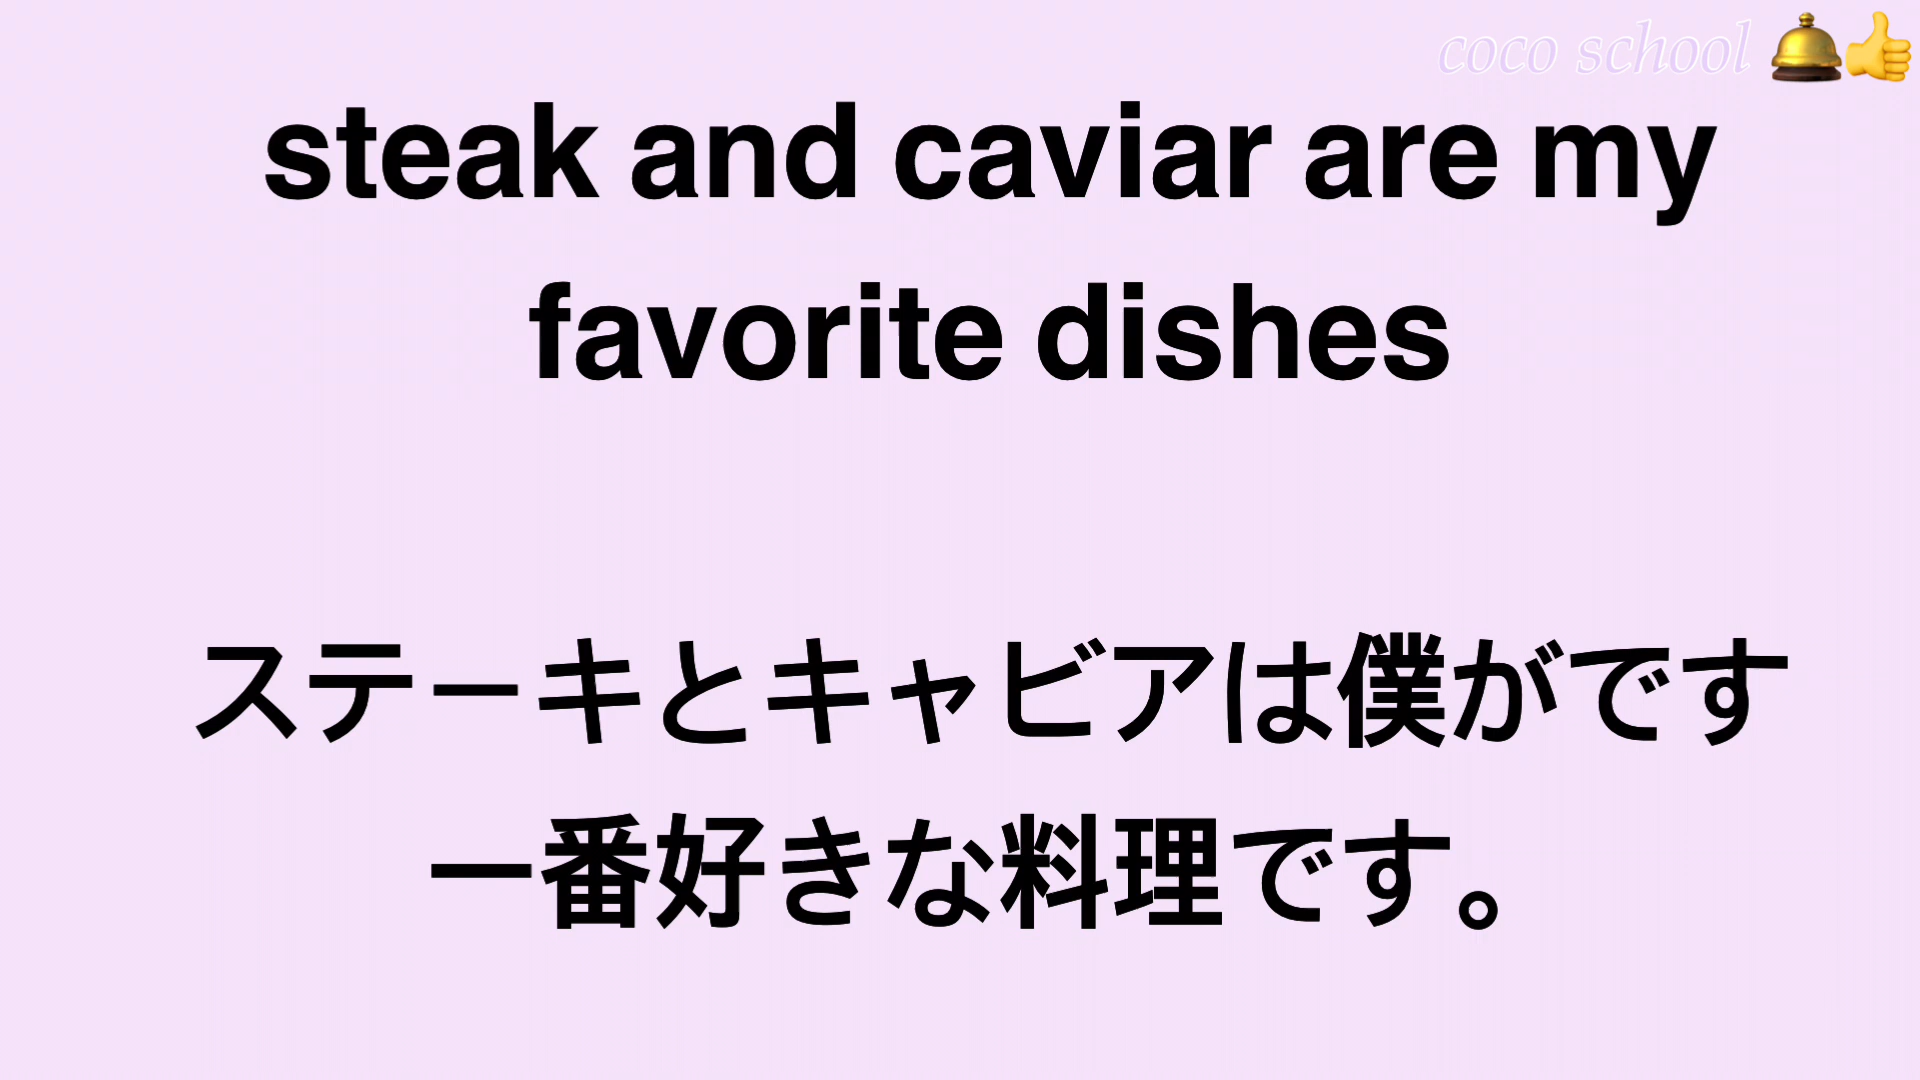 coco school
steak and caviar are my
favorite dishes
ステーキとキャビアは僕がです
一番好きな料理です。